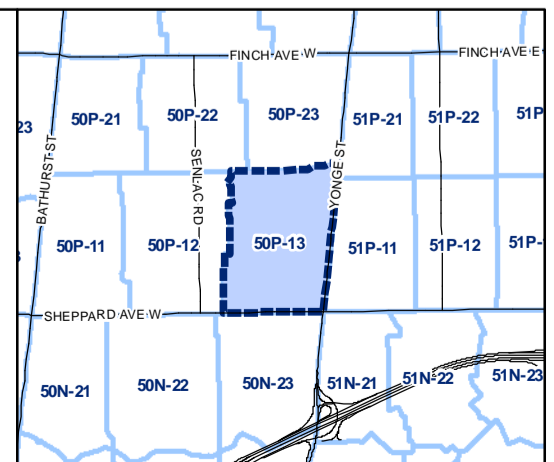 FINCH AVE W
FINCH AVE E
50P-21
50P-22
50P-23
51P-21
51P-22
51P
23
BATHURST ST
SENLAC RD
YONGE ST
50P-11
50P-12
50P-13
51P-11
51P-12
51P-
3
SHEPPARD AVE W
50N-21
50N-22
50N-23
51N-21
51N-22
51N-23